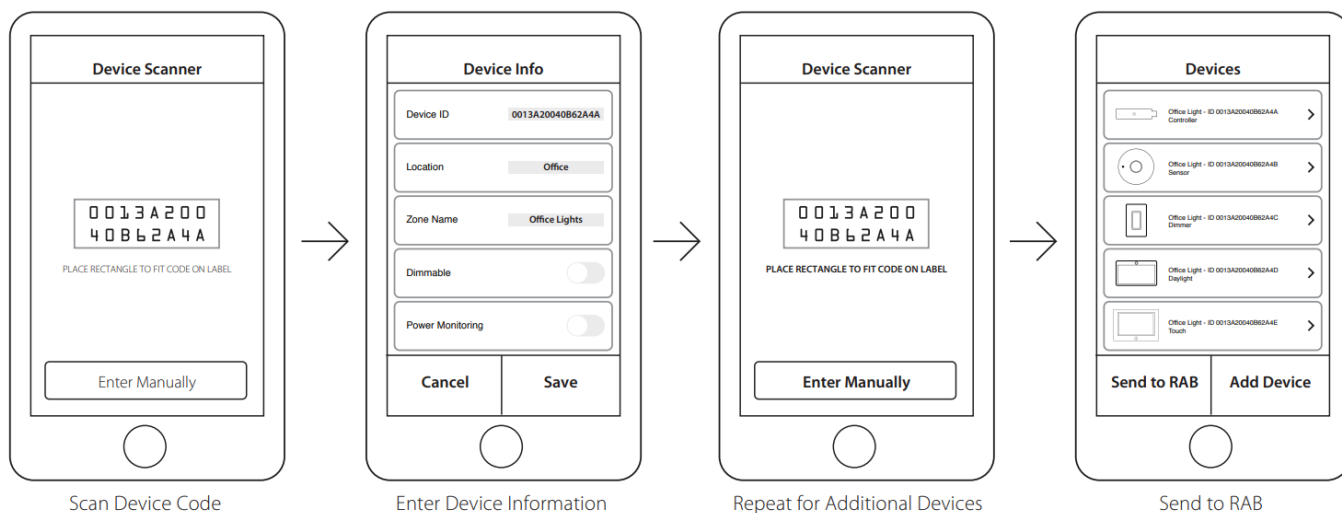 Device Scanner
0013A200
40B62A4A
PLACE RECTANGLE TO FIT CODE ON LABEL
Enter Manually
Scan Device Code
Device Info
Device ID 0013A20040B62A4A
Location Office
Zone Name Office Lights
Dimmable
Power Monitoring
Cancel Save
Enter Device Information
Device Scanner
0013A200
40B62A4A
PLACE RECTANGLE TO FIT CODE ON LABEL
Enter Manually
Repeat for Additional Devices
Devices
Office Light - ID 0013A20040B62A4A
Controller
Office Light - ID 0013A20040B62A4B
Sensor
Office Light - ID 0013A20040B62A4C
Dimmer
Office Light - ID 0013A20040B62A4D
Daylight
Office Light - ID 0013A20040B62A4E
Touch
Send to RAB Add Device
Send to RAB